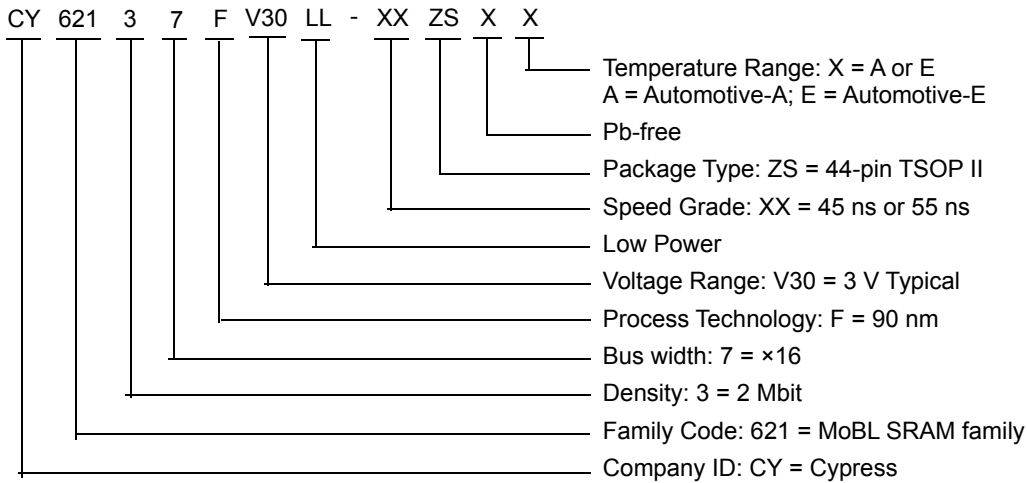 CY 621 3 7 F V30 LL - XX ZS X X
Temperature Range: X = A or E
A = Automotive-A; E = Automotive-E
Pb-free
Package Type: ZS = 44-pin TSOP II
Speed Grade: XX = 45 ns or 55 ns
Low Power
Voltage Range: V30 = 3 V Typical
Process Technology: F = 90 nm
Bus width: 7 = ×16
Density: 3 = 2 Mbit
Family Code: 621 = MoBL SRAM family
Company ID: CY = Cypress